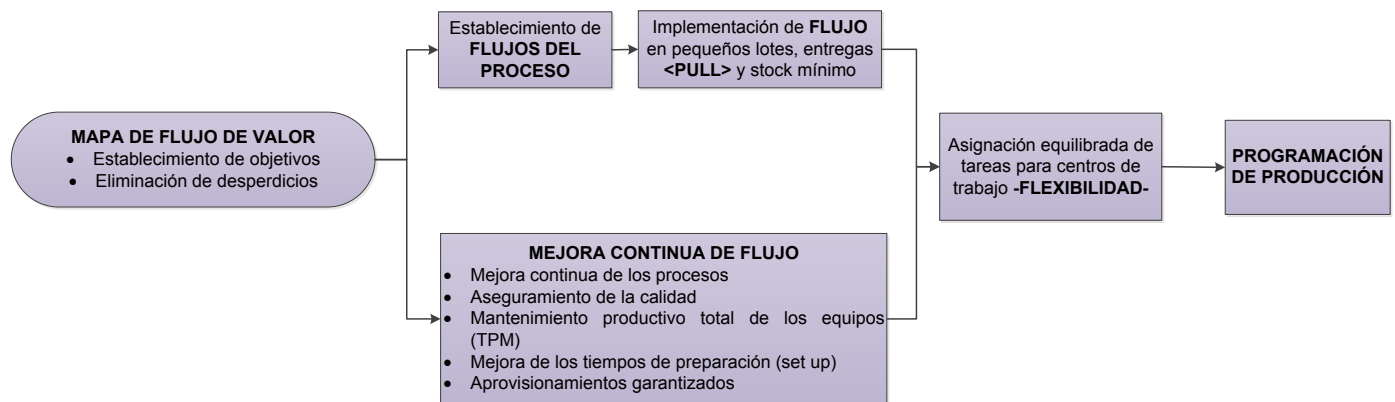 MAPA DE FLUJO DE VALOR
• Establecimiento de objetivos
• Eliminación de desperdicios
Establecimiento de
FLUJOS DEL
PROCESO
Implementación de FLUJO
en pequeños lotes, entregas
<PULL> y stock mínimo
MEJORA CONTINUA DE FLUJO
• Mejora continua de los procesos
• Aseguramiento de la calidad
• Mantenimiento productivo total de los equipos
(TPM)
• Mejora de los tiempos de preparación (set up)
• Aprovisionamientos garantizados
Asignación equilibrada de
tareas para centros de
trabajo -FLEXIBILIDAD-
PROGRAMACIÓN
DE PRODUCCIÓN